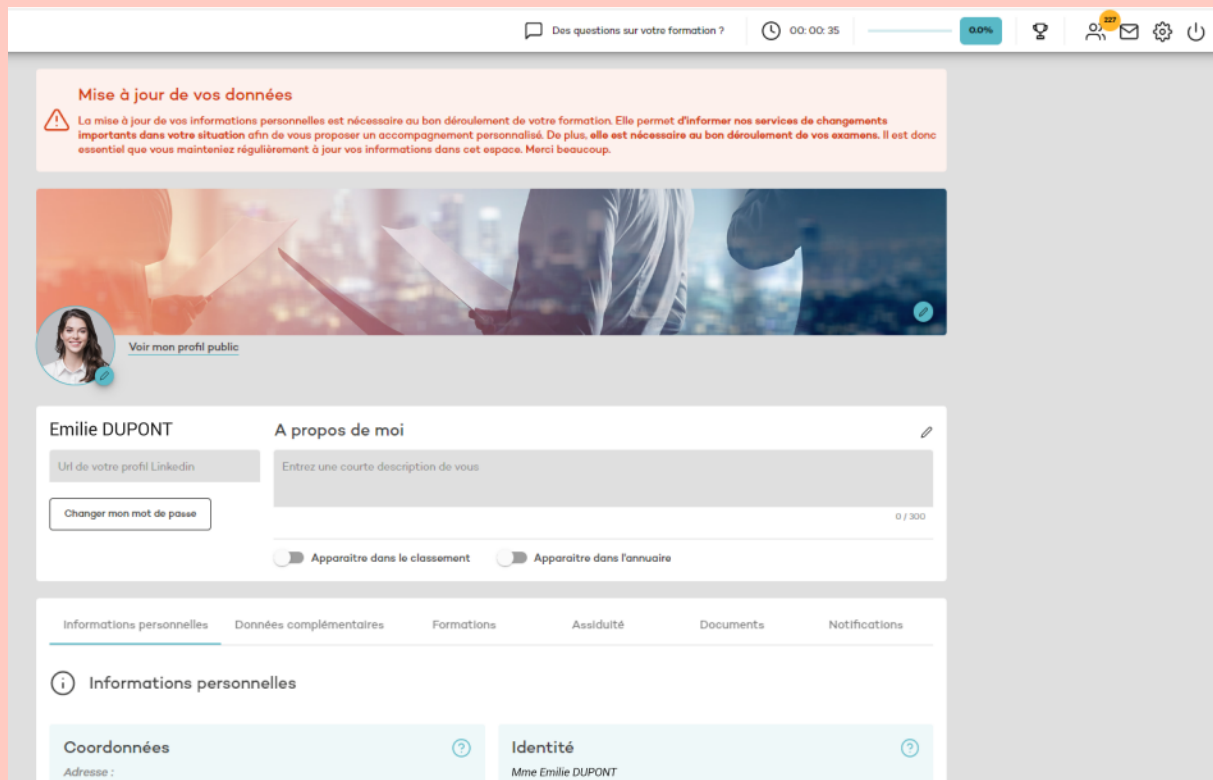 Des questions sur votre formation ?
00: 00: 35
0.0%
227
Mise à jour de vos données
La mise à jour de vos informations personnelles est nécessaire au bon déroulement de votre formation. Elle permet d'informer nos services de changements
importants dans votre situation afin de vous proposer un accompagnement personnalisé. De plus, elle est nécessaire au bon déroulement de vos examens. Il est donc
essentiel que vous mainteniez régulièrement à jour vos informations dans cet espace. Merci beaucoup.
Voir mon profil public
Emilie DUPONT
A propos de moi
Url de votre profil Linkedin
Entrez une courte description de vous
Changer mon mot de passe
0 / 300
Apparaître dans le classement
Apparaitre dans l'annuaire
Informations personnelles
Données complémentaires
Formations
Assiduité
Documents
Notifications
Informations personnelles
Coordonnées
Identité
Adresse :
Mme Emilie DUPONT